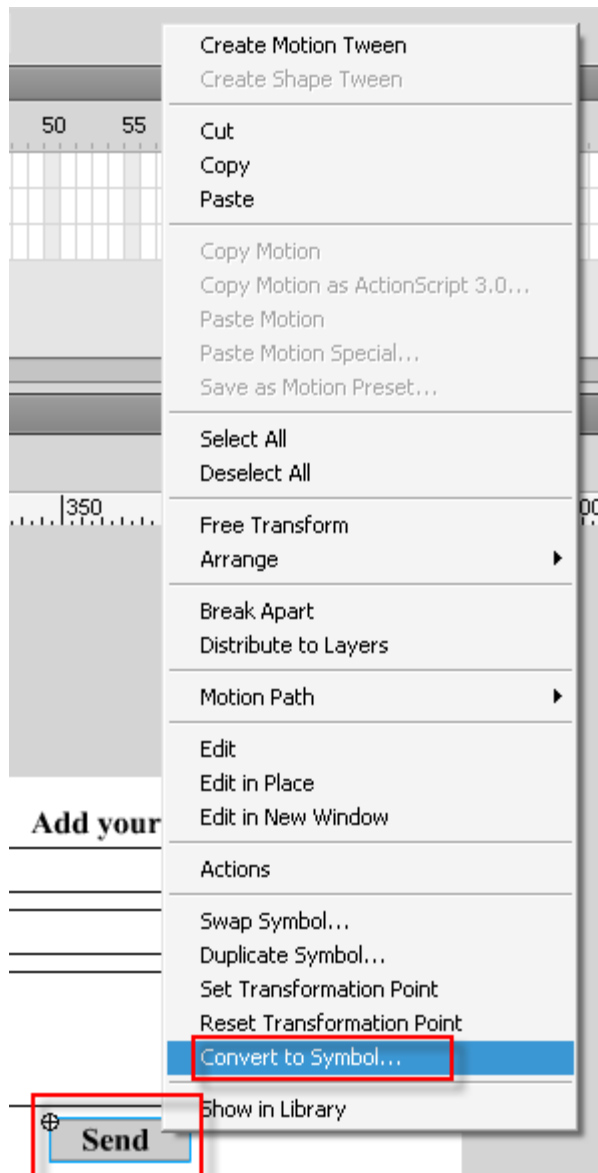 Create Motion Tween
Create Shape Tween
50 55
Cut
Copy
Paste
Copy Motion
Copy Motion as ActionScript 3.0...
Paste Motion
Paste Motion Special...
Save as Motion Preset...
Select All
Deselect All
350
Free Transform
Arrange
Break Apart
Distribute to Layers
Motion Path
Edit
Edit in Place
Edit in New Window
Add your
Actions
Swap Symbol...
Duplicate Symbol...
Set Transformation Point
Reset Transformation Point
Convert to Symbol...
Show in Library
Send